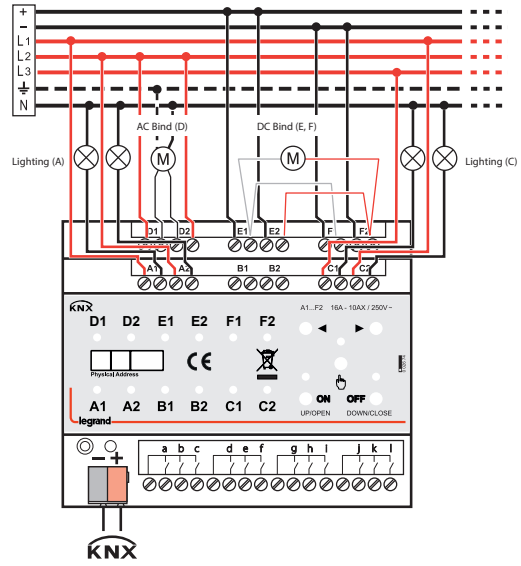 +
−
L1
L2
L3
N
AC Bind (D)
DC Bind (E, F)
Lighting (A)
M
M
Lighting (C)
D1 D2 E1 E2 F F2
A1 A2 B1 B2 C1 C2
KNX
A1...F2 16A - 10AX / 250V~
D1 D2 E1 E2 F1 F2
Physical Address
CE
A1 A2 B1 B2 C1 C2
ON OFF
UP/OPEN DOWN/CLOSE
legrand
− +
a b c d e f g h i j k l
KNX